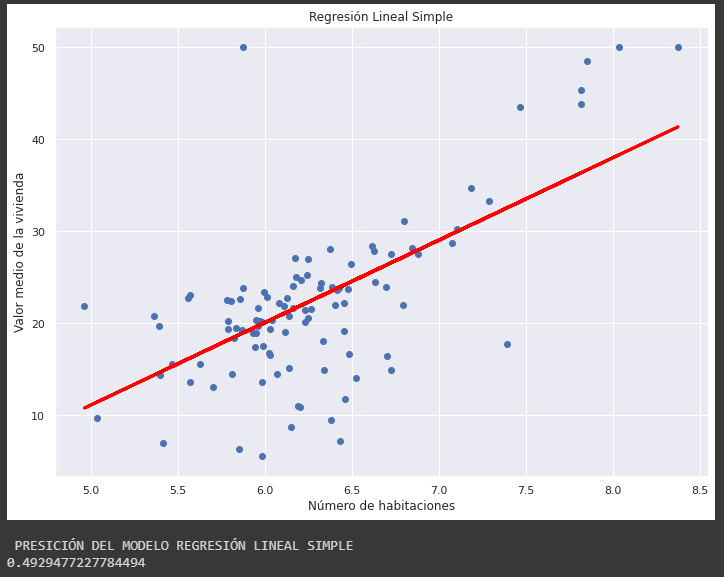 Regresión Lineal Simple
50
40
30
20
10
Valor medio de la vivienda
5.0 5.5 6.0 6.5 7.0 7.5 8.0 8.5
Número de habitaciones
PRESICIÓN DEL MODELO REGRESIÓN LINEAL SIMPLE
0.4929477227784494